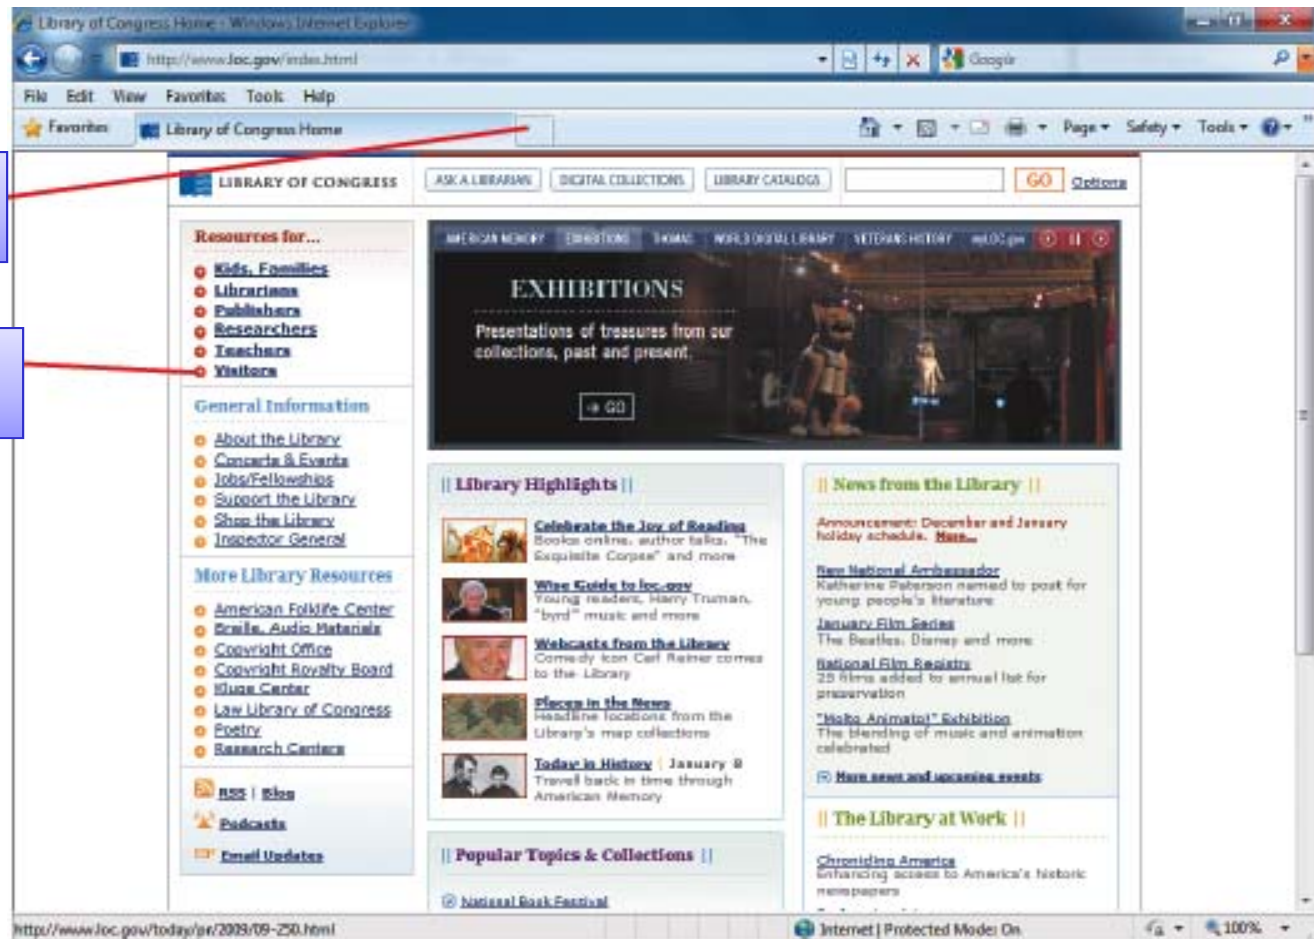 Library of Congress Home - Windows Internet Explorer
http://www.loc.gov/index.html
Google
File Edit View Favorites Tools Help
Favorites
Library of Congress Home
Page Safety Tools
LIBRARY OF CONGRESS
ASK A LIBRARIAN
DIGITAL COLLECTIONS
LIBRARY CATALOGS
GO
Options
Resources for...
Kids, Families
Librarians
Publishers
Researchers
Teachers
Visitors
General Information
About the Library
Concerts & Events
Jobs/Fellowships
Support the Library
Shop the Library
Inspector General
More Library Resources
American Folklife Center
Braille, Audio Materials
Copyright Office
Copyright Royalty Board
Kluge Center
Law Library of Congress
Poetry
Research Centers
RSS | Blog
Podcasts
Email Updates
AMERICAN MEMORY EXHIBITIONS THOMAS WORLD DIGITAL LIBRARY VETERANS HISTORY myLOC.gov
EXHIBITIONS
Presentations of treasures from our
collections, past and present.
GO
|| Library Highlights ||
Celebrate the Joy of Reading
Books online, author talks, "The
Exquisite Corpse" and more
Wise Guide to loc.gov
Young readers, Harry Truman,
"byrd" music and more
Webcasts from the Library
Comedy icon Carl Reiner comes
to the Library
Places in the News
Headline locations from the
Library's map collections
Today in History | January 8
Travel back in time through
American Memory
|| Popular Topics & Collections ||
National Book Festival
|| News from the Library ||
Announcement: December and January
holiday schedule. More...
New National Ambassador
Katherine Paterson named to post for
young people's literature
January Film Series
The Beatles, Disney and more
National Film Registry
25 films added to annual list for
preservation
"Molto Animato!" Exhibition
The blending of music and animation
celebrated
More news and upcoming events
|| The Library at Work ||
Chronicling America
Enhancing access to America's historic
newspapers
http://www.loc.gov/today/pr/2009/09-250.html
Internet | Protected Mode: On
100%